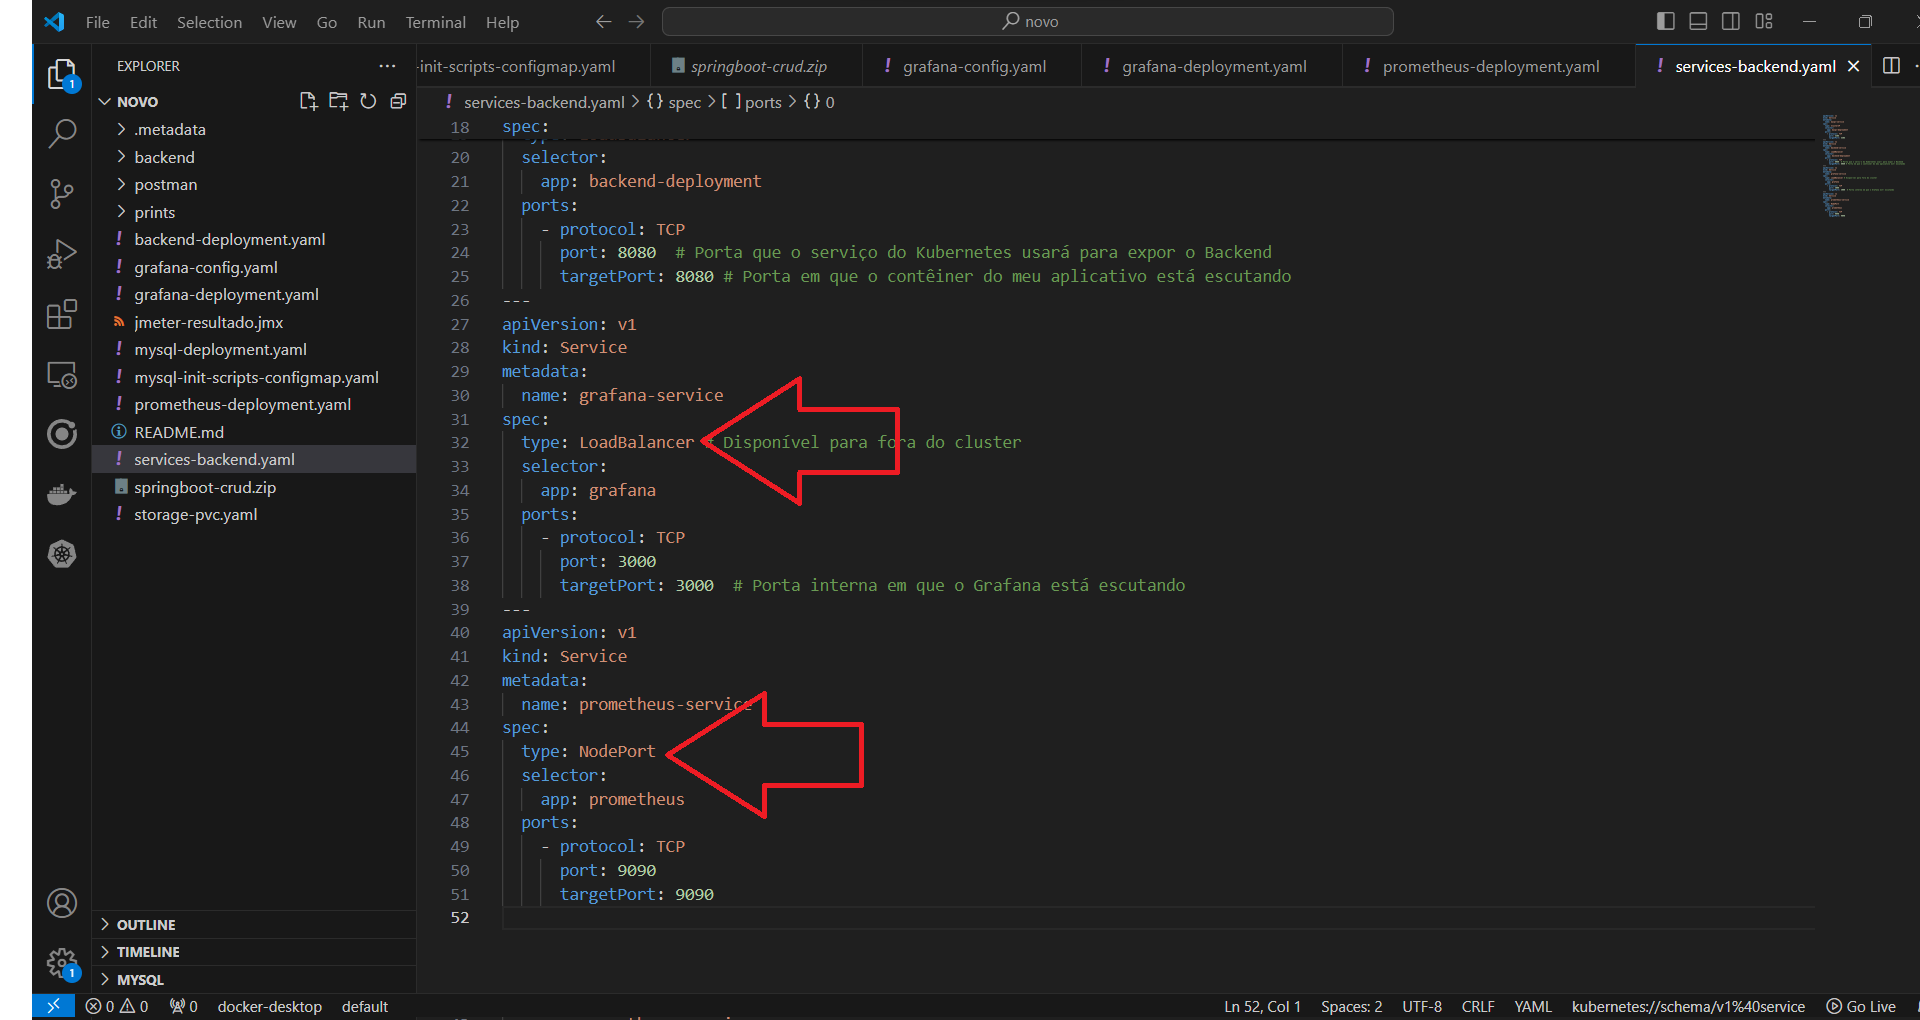 File Edit Selection View Go Run Terminal Help
novo
EXPLORER
-init-scripts-configmap.yaml
springboot-crud.zip
! grafana-config.yaml
! grafana-deployment.yaml
! prometheus-deployment.yaml
! services-backend.yaml
NOVO
.metadata
backend
postman
prints
! backend-deployment.yaml
! grafana-config.yaml
! grafana-deployment.yaml
jmeter-resultado.jmx
! mysql-deployment.yaml
! mysql-init-scripts-configmap.yaml
! prometheus-deployment.yaml
README.md
! services-backend.yaml
springboot-crud.zip
! storage-pvc.yaml
OUTLINE
TIMELINE
MYSQL
1
1
! services-backend.yaml > {} spec > [ ] ports > {} 0
18 spec:
20 selector:
21 app: backend-deployment
22 ports:
23 - protocol: TCP
24 port: 8080 # Porta que o serviço do Kubernetes usará para expor o Backend
25 targetPort: 8080 # Porta em que o contêiner do meu aplicativo está escutando
26 ---
27 apiVersion: v1
28 kind: Service
29 metadata:
30 name: grafana-service
31 spec:
32 type: LoadBalancer # Disponível para fora do cluster
33 selector:
34 app: grafana
35 ports:
36 - protocol: TCP
37 port: 3000
38 targetPort: 3000 # Porta interna em que o Grafana está escutando
39 ---
40 apiVersion: v1
41 kind: Service
42 metadata:
43 name: prometheus-service
44 spec:
45 type: NodePort
46 selector:
47 app: prometheus
48 ports:
49 - protocol: TCP
50 port: 9090
51 targetPort: 9090
52
0 0 0 docker-desktop default
Ln 52, Col 1 Spaces: 2 UTF-8 CRLF YAML kubernetes://schema/v1%40service Go Live